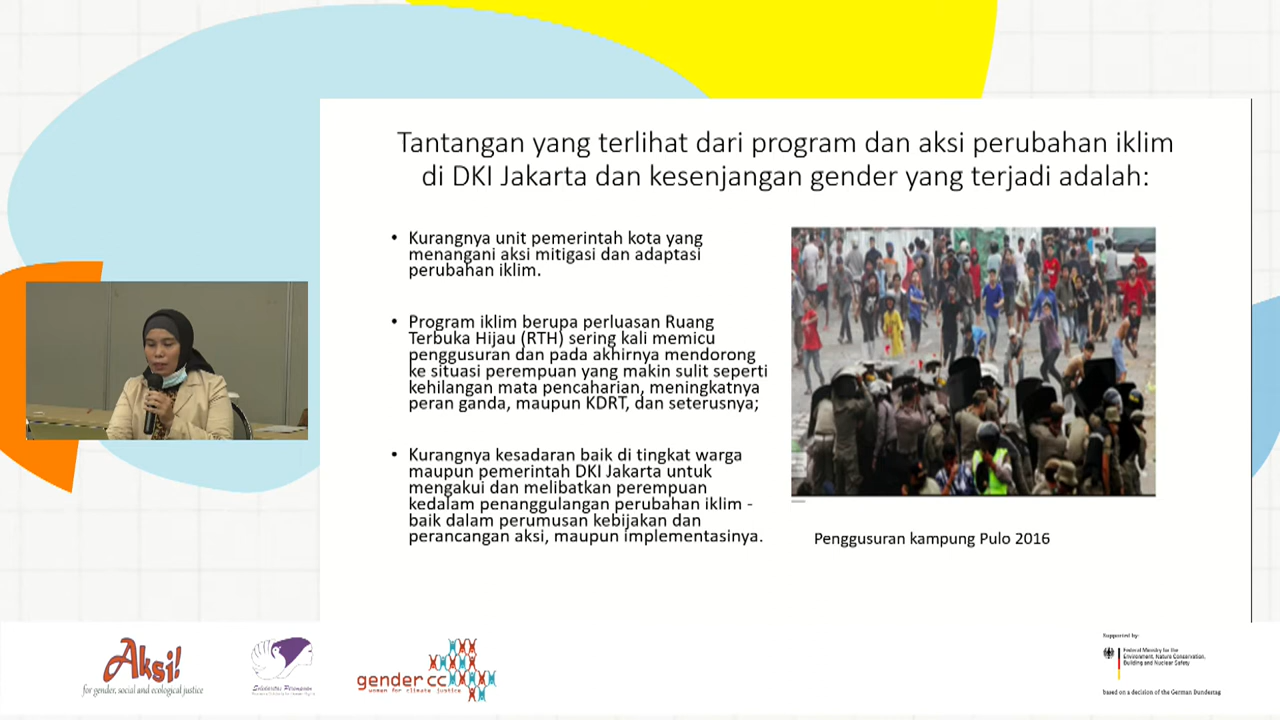 Tantangan yang terlihat dari program dan aksi perubahan iklim
di DKI Jakarta dan kesenjangan gender yang terjadi adalah:
• Kurangnya unit pemerintah kota yang
menangani aksi mitigasi dan adaptasi
perubahan iklim.
• Program iklim berupa perluasan Ruang
Terbuka Hijau (RTH) sering kali memicu
penggusuran dan pada akhirnya mendorong
ke situasi perempuan yang makin sulit seperti
kehilangan mata pencaharian, meningkatnya
peran ganda, maupun KDRT, dan seterusnya;
• Kurangnya kesadaran baik di tingkat warga
maupun pemerintah DKI Jakarta untuk
mengakui dan melibatkan perempuan
kedalam penanggulangan perubahan iklim -
baik dalam perumusan kebijakan dan
perancangan aksi, maupun implementasinya.
Penggusuran kampung Pulo 2016
Aksi!
for gender, social and ecological justice
Solidaritas Perempuan
gender cc
women for climate justice
Supported by:
Federal Ministry for the
Environment, Nature Conservation,
Building and Nuclear Safety
based on a decision of the German Bundestag